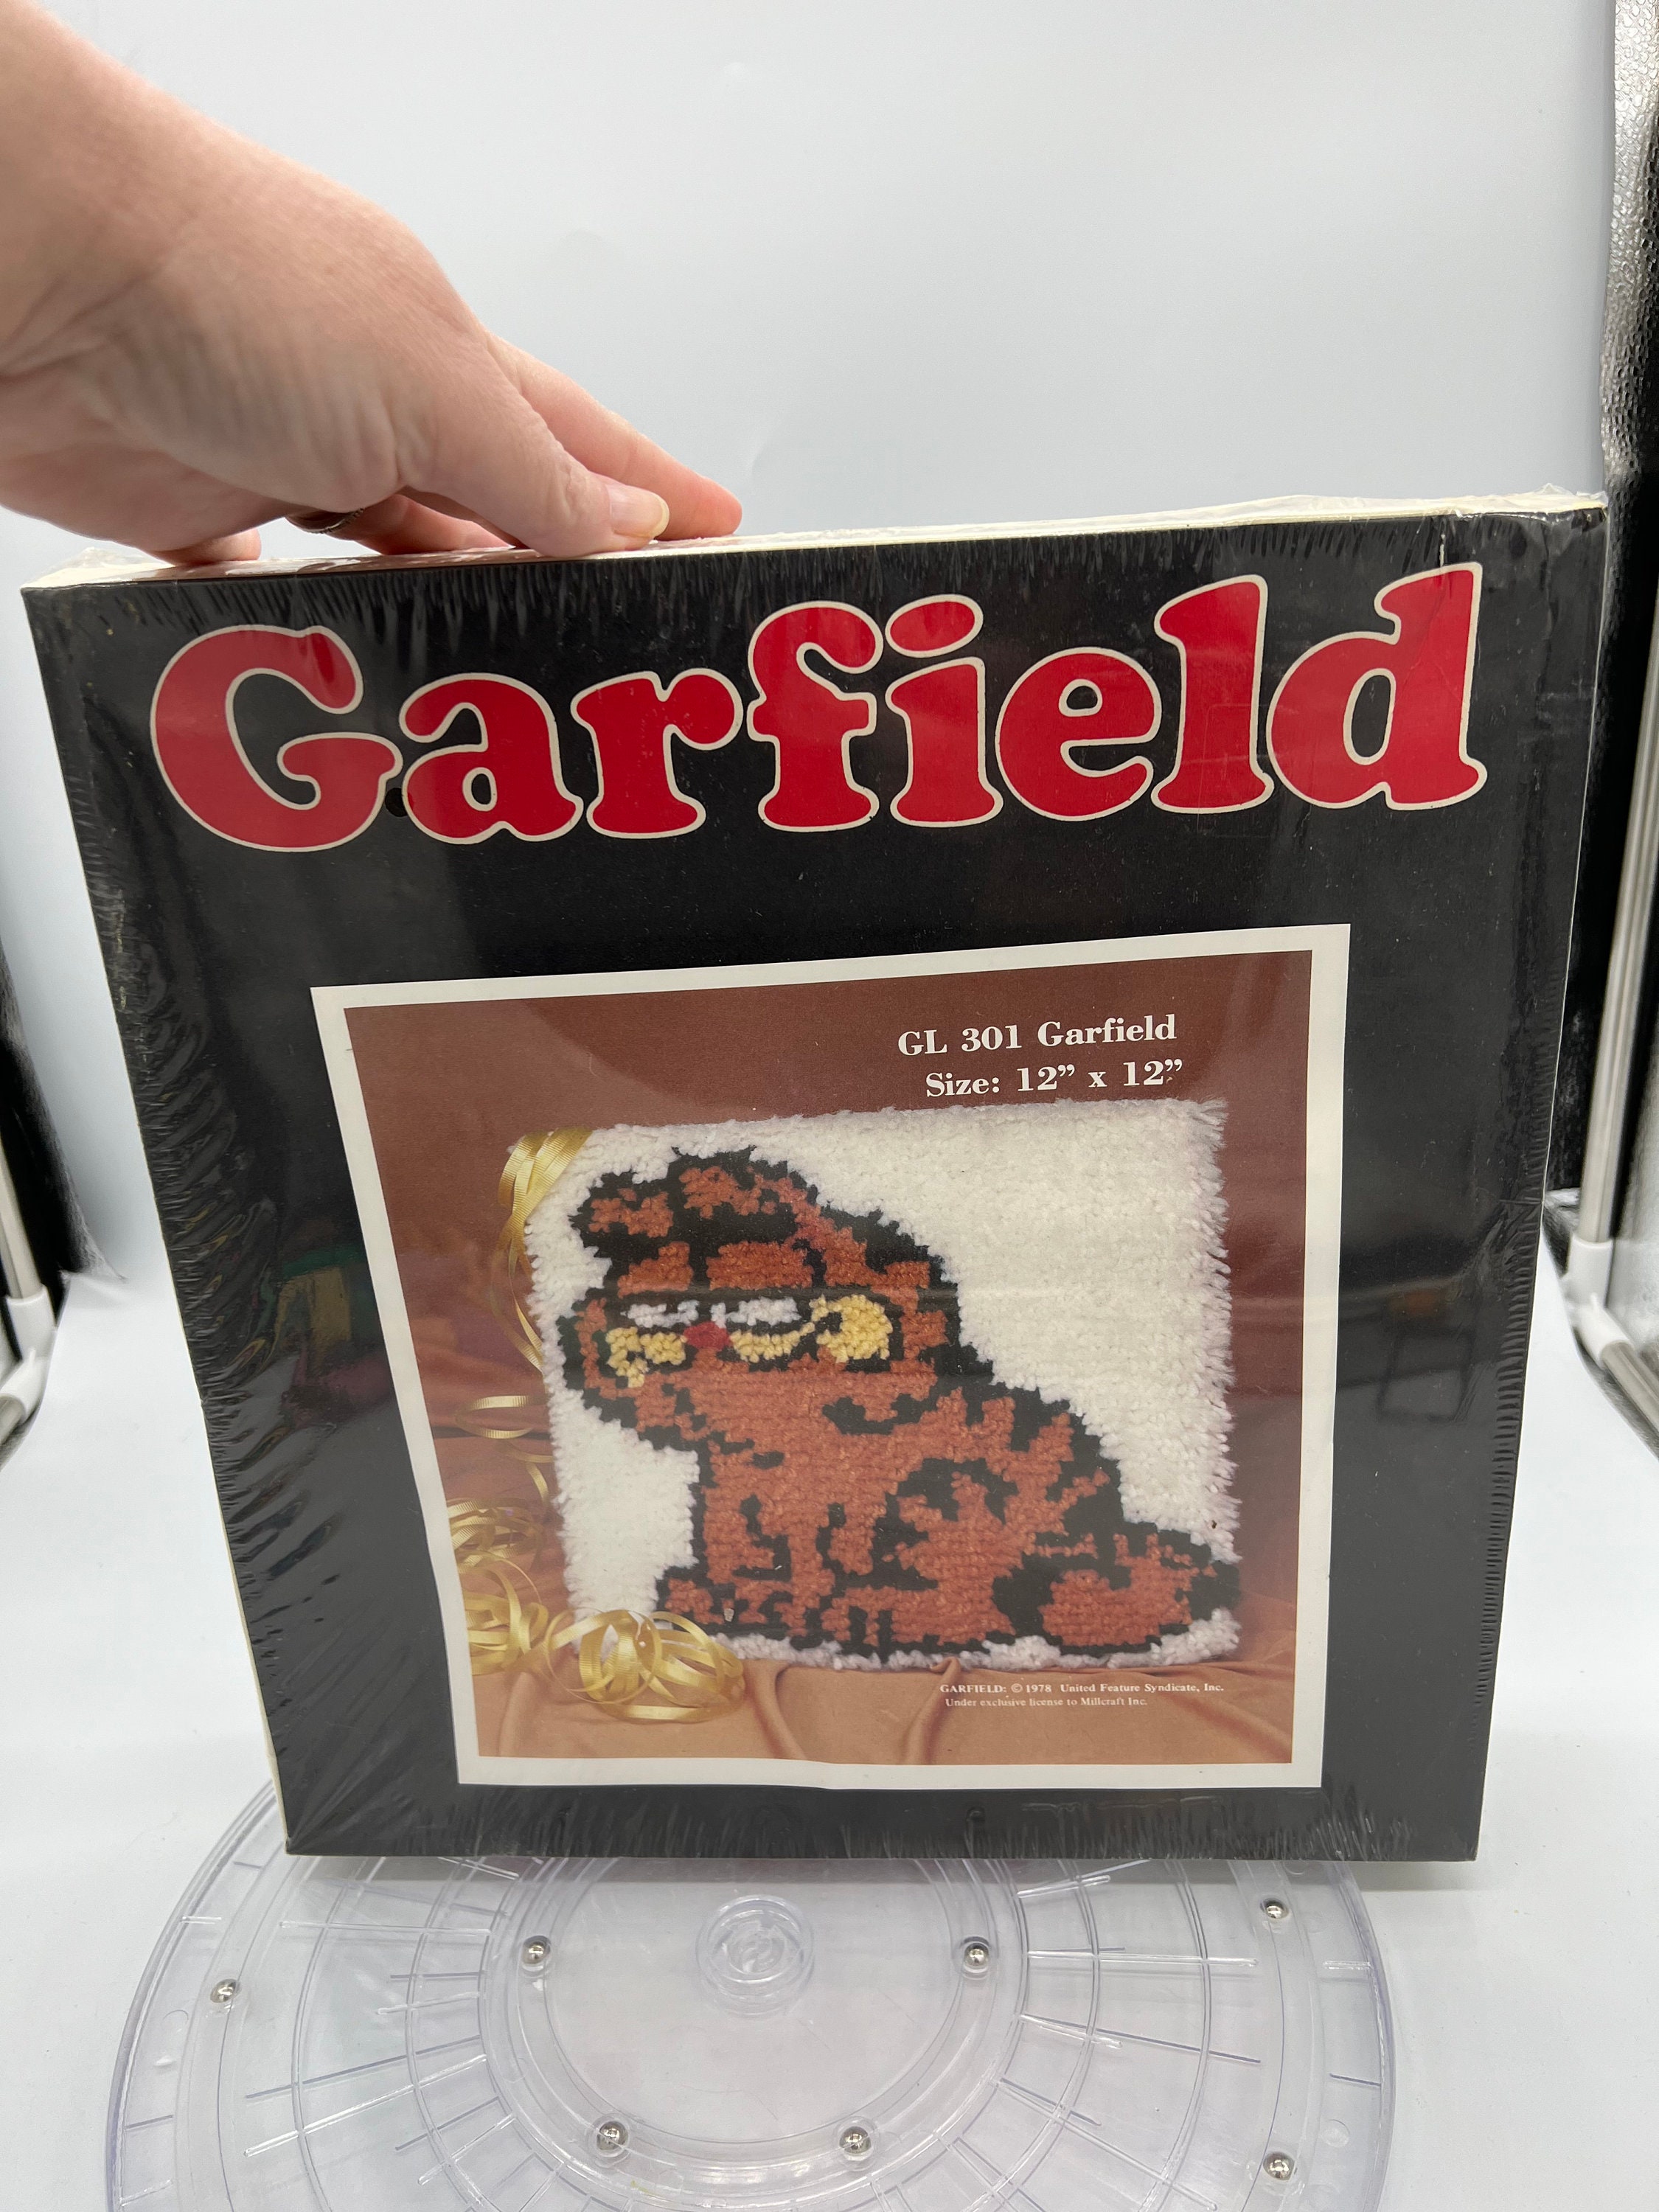 Garfield
GL 301 Garfield
Size: 12” x 12”
GARFIELD: © 1978 United Feature Syndicate, Inc.
Under exclusive license to Millcraft Inc.